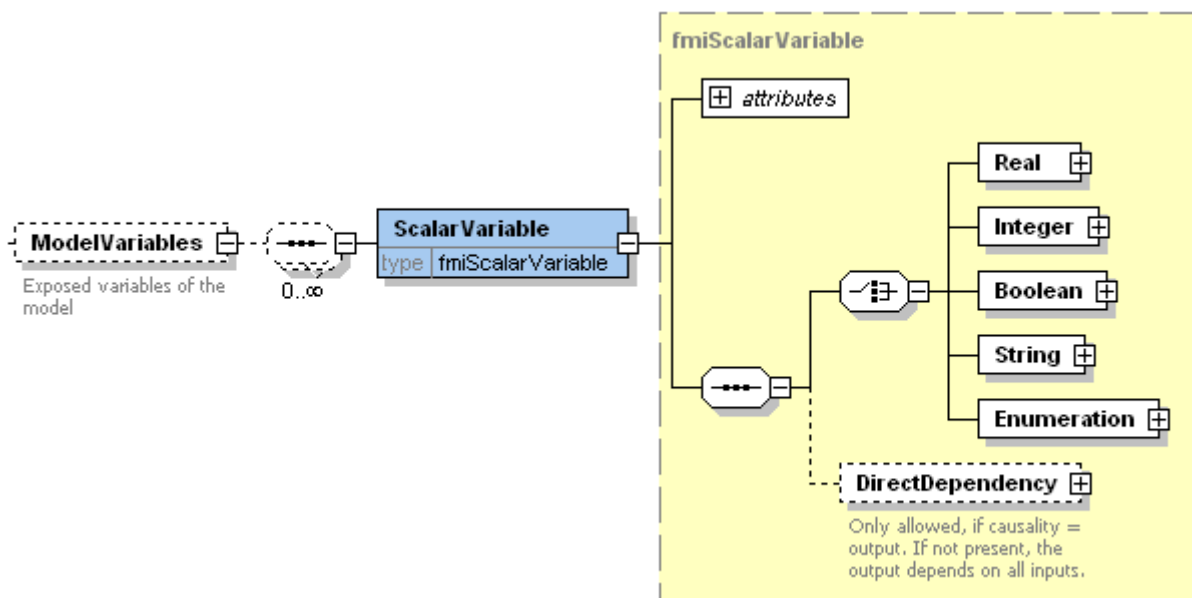 fmiScalarVariable
attributes
Real
Integer
ModelVariables
Exposed variables of the
model
0..∞
ScalarVariable
type fmiScalarVariable
Boolean
String
Enumeration
DirectDependency
Only allowed, if causality =
output. If not present, the
output depends on all inputs.